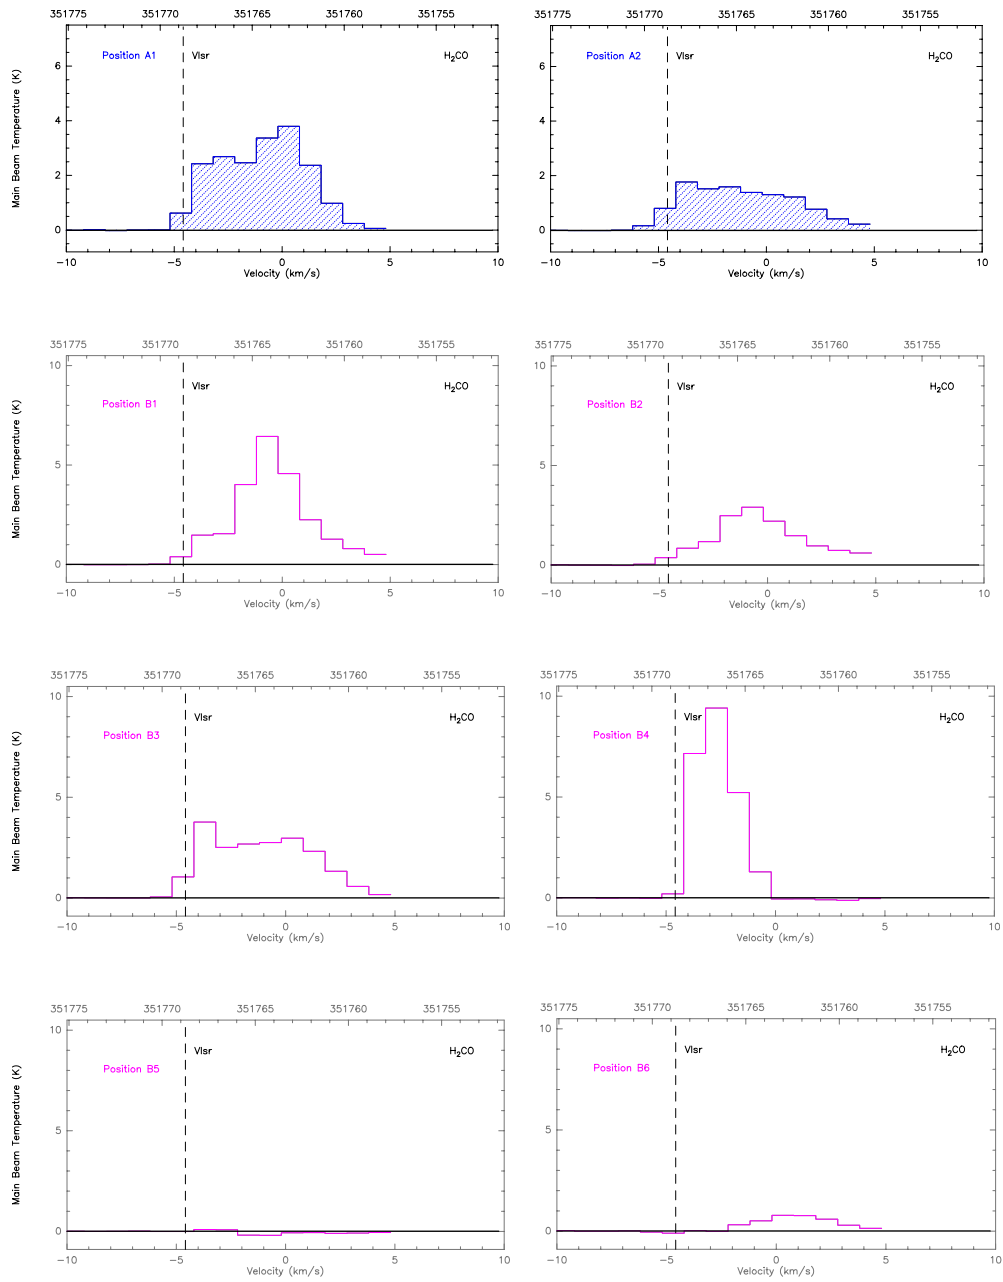 351775 351770 351765 351760 351755
Position A1 Vlsr H₂CO
Main Beam Temperature (K)
6
4
2
0
−10 −5 0 5 10
Velocity (km/s)
351775 351770 351765 351760 351755
Position A2 Vlsr H₂CO
6
4
2
0
−10 −5 0 5 10
Velocity (km/s)
351775 351770 351765 351760 351755
Vlsr H₂CO
Position B1
Main Beam Temperature (K)
10
5
0
−10 −5 0 5 10
Velocity (km/s)
351775 351770 351765 351760 351755
Vlsr H₂CO
Position B2
10
5
0
−10 −5 0 5 10
Velocity (km/s)
351775 351770 351765 351760 351755
Vlsr H₂CO
Position B3
Main Beam Temperature (K)
10
5
0
−10 −5 0 5 10
Velocity (km/s)
351775 351770 351765 351760 351755
Vlsr H₂CO
Position B4
10
5
0
−10 −5 0 5 10
Velocity (km/s)
351775 351770 351765 351760 351755
Vlsr H₂CO
Position B5
Main Beam Temperature (K)
10
5
0
−10 −5 0 5 10
Velocity (km/s)
351775 351770 351765 351760 351755
Vlsr H₂CO
Position B6
10
5
0
−10 −5 0 5 10
Velocity (km/s)